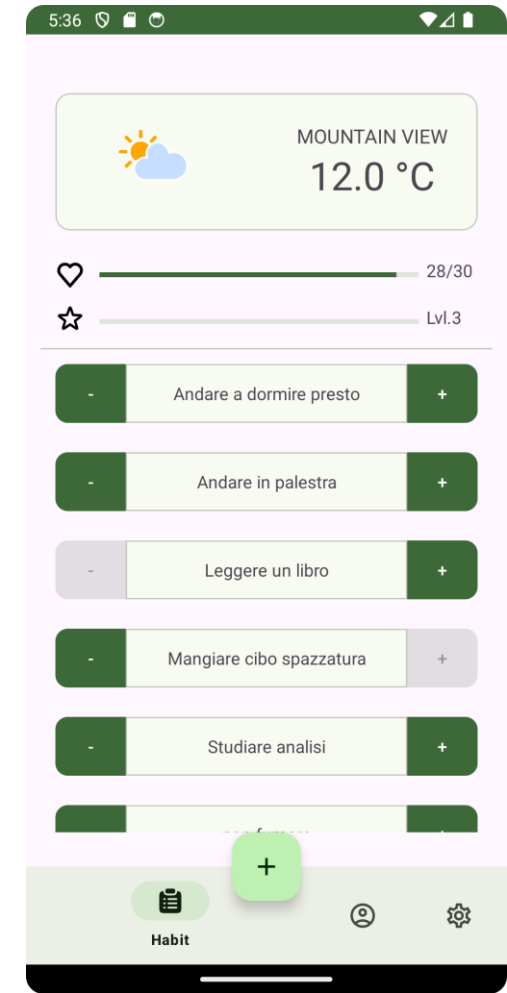 5:36
MOUNTAIN VIEW
12.0 °C
28/30
Lvl.3
- Andare a dormire presto +
- Andare in palestra +
- Leggere un libro +
- Mangiare cibo spazzatura +
- Studiare analisi +
+
Habit